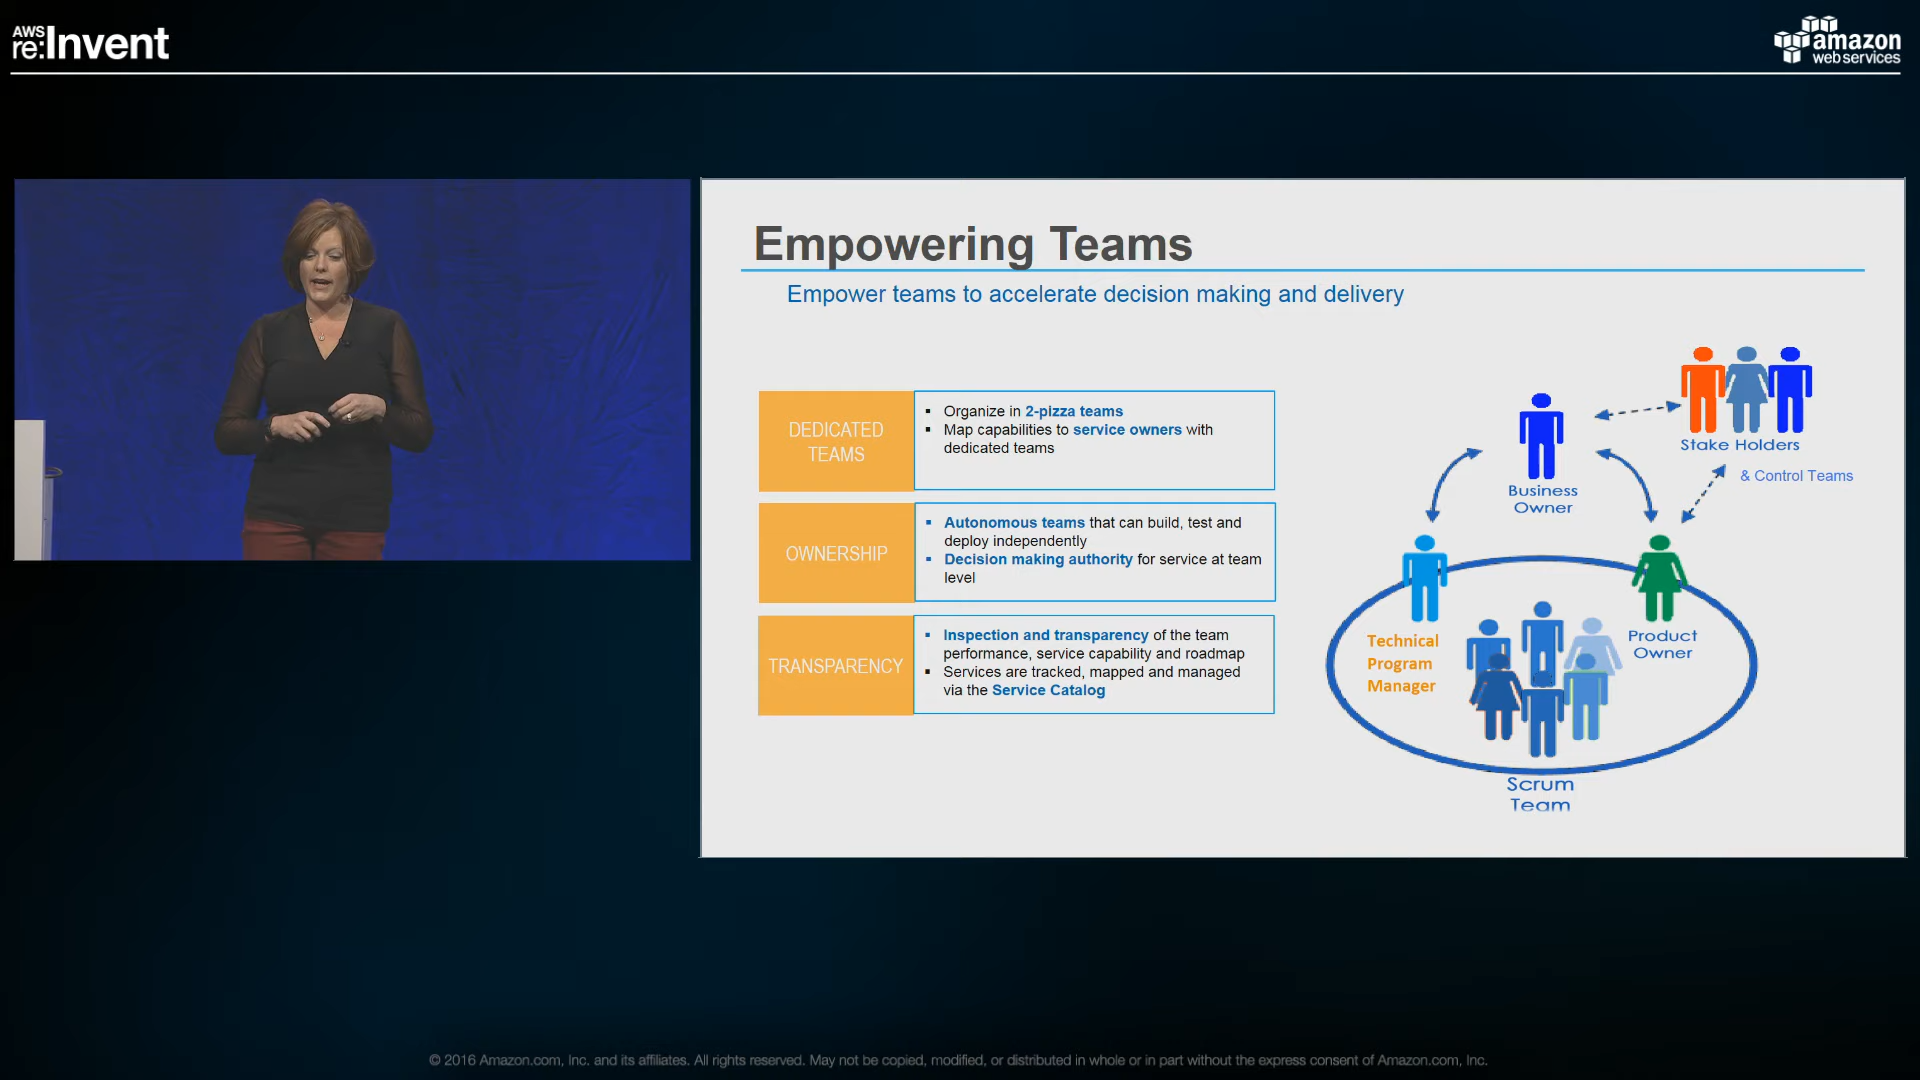 AWS
re:Invent
amazon
webservices
Empowering Teams
Empower teams to accelerate decision making and delivery
DEDICATED
TEAMS
▪ Organize in 2-pizza teams
▪ Map capabilities to service owners with
dedicated teams
OWNERSHIP
▪ Autonomous teams that can build, test and
deploy independently
▪ Decision making authority for service at team
level
TRANSPARENCY
▪ Inspection and transparency of the team
performance, service capability and roadmap
▪ Services are tracked, mapped and managed
via the Service Catalog
Stake Holders
& Control Teams
Business
Owner
Technical
Program
Manager
Product
Owner
Scrum
Team
© 2016 Amazon.com, Inc. and its affiliates. All rights reserved. May not be copied, modified, or distributed in whole or in part without the express consent of Amazon.com, Inc.